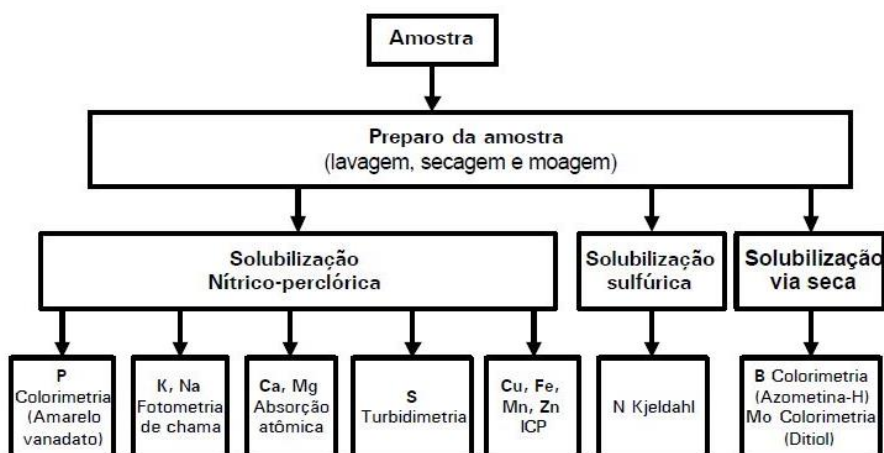 Amostra
Preparo da amostra
(lavagem, secagem e moagem)
Solubilização
Nítrico-perclórica
Solubilização
sulfúrica
Solubilização
via seca
P
Colorimetria
(Amarelo
vanadato)
K, Na
Fotometria
de chama
Ca, Mg
Absorção
atômica
S
Turbidimetria
Cu, Fe,
Mn, Zn
ICP
N Kjeldahl
B Colorimetria
(Azometina-H)
Mo Colorimetria
(Ditiol)